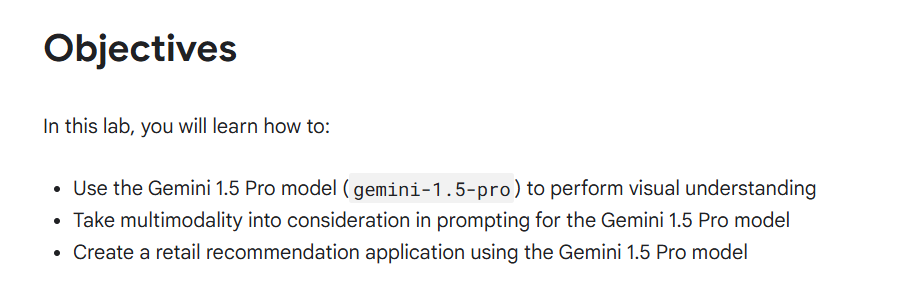 Objectives
In this lab, you will learn how to:
• Use the Gemini 1.5 Pro model (gemini-1.5-pro) to perform visual understanding
• Take multimodality into consideration in prompting for the Gemini 1.5 Pro model
• Create a retail recommendation application using the Gemini 1.5 Pro model